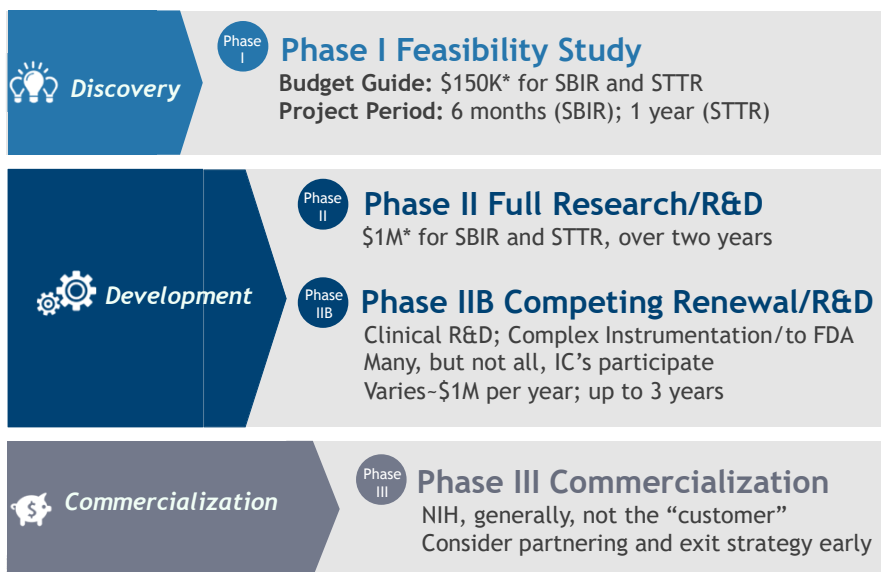 Discovery
Phase
I
Phase I Feasibility Study
Budget Guide: $150K* for SBIR and STTR
Project Period: 6 months (SBIR); 1 year (STTR)
Development
Phase
II
Phase II Full Research/R&D
$1M* for SBIR and STTR, over two years
Phase
IIB
Phase IIB Competing Renewal/R&D
Clinical R&D; Complex Instrumentation/to FDA
Many, but not all, IC’s participate
Varies~$1M per year; up to 3 years
$
Commercialization
Phase
III
Phase III Commercialization
NIH, generally, not the “customer”
Consider partnering and exit strategy early